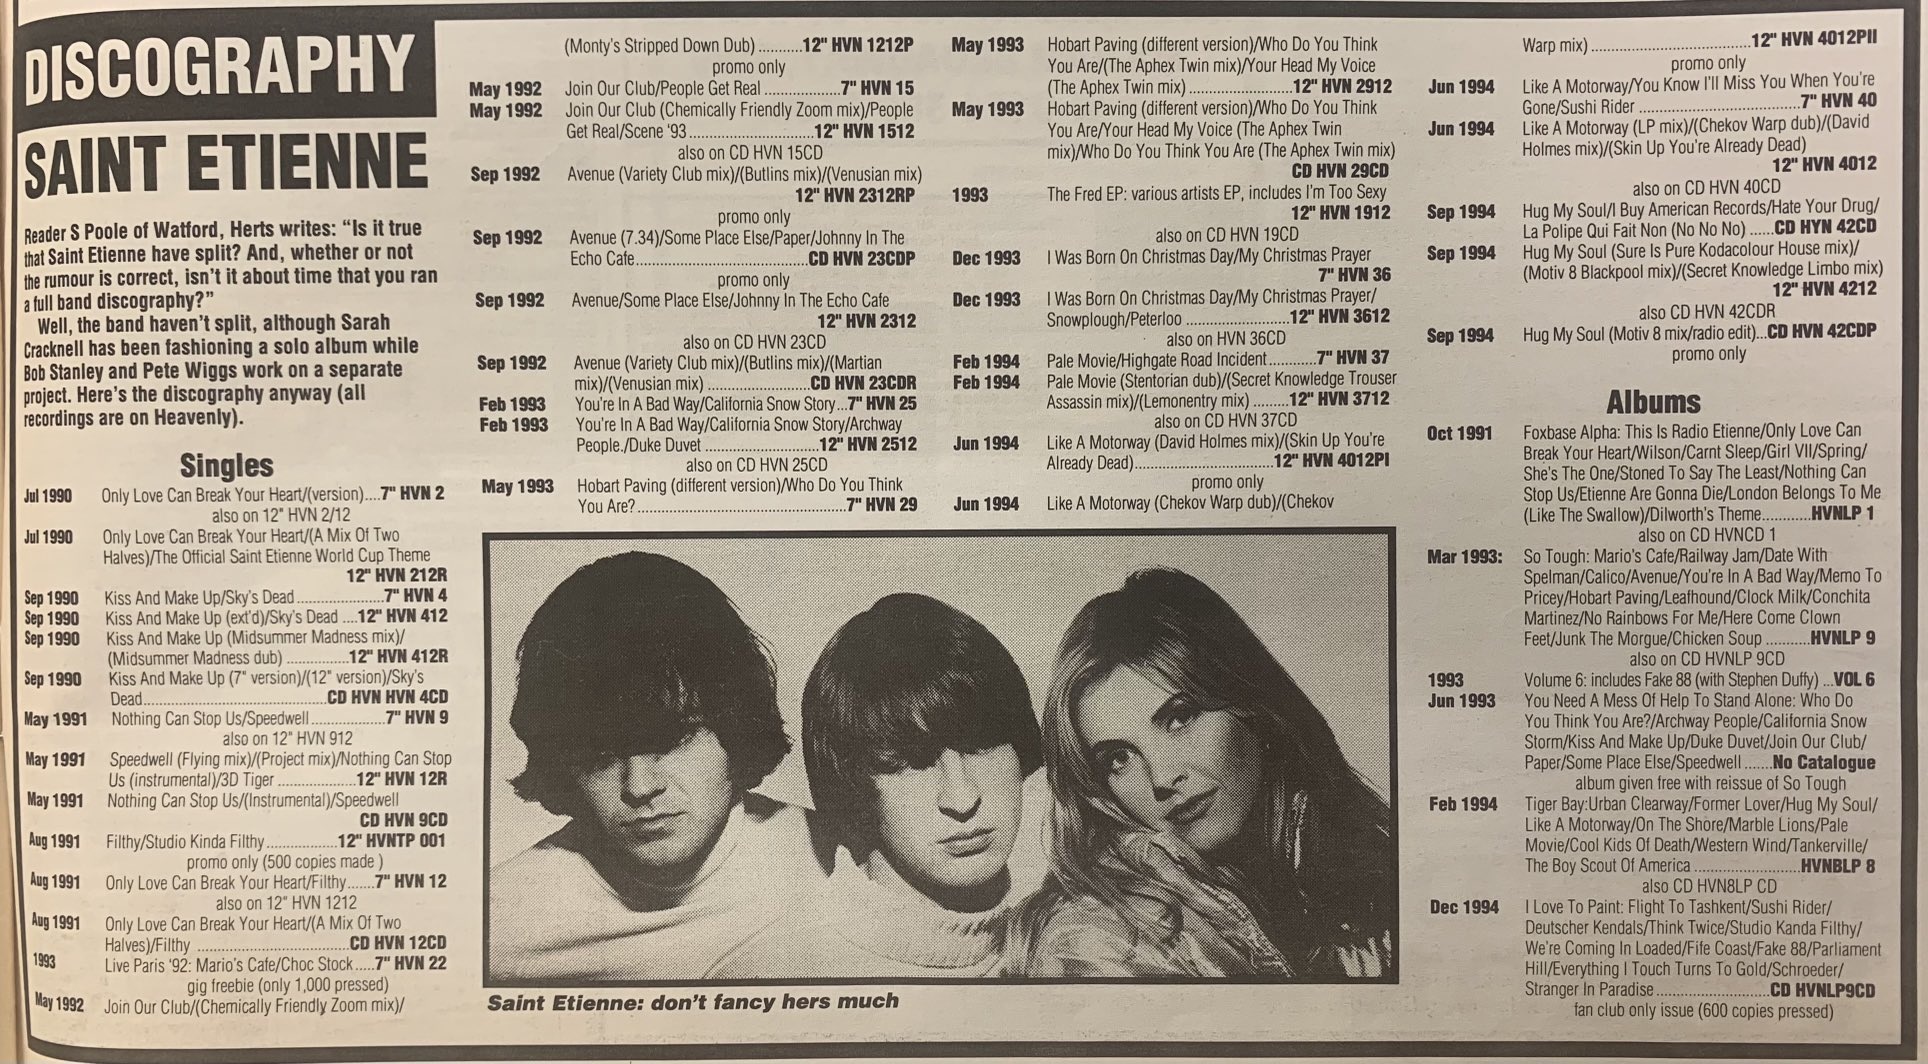 DISCOGRAPHY
SAINT ETIENNE
Reader S Poole of Watford, Herts writes: "Is it true
that Saint Etienne have split? And, whether or not
the rumour is correct, isn't it about time that you ran
a full band discography?"
Well, the band haven't split, although Sarah
Cracknell has been fashioning a solo album while
Bob Stanley and Pete Wiggs work on a separate
project. Here's the discography anyway (all
recordings are on Heavenly).
Singles
Jul 1990 Only Love Can Break Your Heart/(version)....7" HVN 2
also on 12" HVN 2/12
Jul 1990 Only Love Can Break Your Heart/(A Mix Of Two
Halves)/The Official Saint Etienne World Cup Theme
12" HVN 212R
Sep 1990 Kiss And Make Up/Sky's Dead......................7" HVN 4
Sep 1990 Kiss And Make Up (ext'd)/Sky's Dead ....12" HVN 412
Sep 1990 Kiss And Make Up (Midsummer Madness mix)/
(Midsummer Madness dub) ...............12" HVN 412R
Sep 1990 Kiss And Make Up (7" version)/(12" version)/Sky's
Dead............................................CD HVN HVN 4CD
May 1991 Nothing Can Stop Us/Speedwell..................7" HVN 9
also on 12" HVN 912
May 1991 Speedwell (Flying mix)/(Project mix)/Nothing Can Stop
Us (instrumental)/3D Tiger ...................12" HVN 12R
May 1991 Nothing Can Stop Us/(Instrumental)/Speedwell
CD HVN 9CD
Aug 1991 Filthy/Studio Kinda Filthy.................12" HVNTP 001
promo only (500 copies made )
Aug 1991 Only Love Can Break Your Heart/Filthy.......7" HVN 12
also on 12" HVN 1212
Aug 1991 Only Love Can Break Your Heart/(A Mix Of Two
Halves)/Filthy .....................................CD HVN 12CD
1993 Live Paris '92: Mario's Cafe/Choc Stock.....7" HVN 22
gig freebie (only 1,000 pressed)
May 1992 Join Our Club/(Chemically Friendly Zoom mix)/
(Monty's Stripped Down Dub) ..........12" HVN 1212P
promo only
May 1992 Join Our Club/People Get Real ..................7" HVN 15
May 1992 Join Our Club (Chemically Friendly Zoom mix)/People
Get Real/Scene '93..............................12" HVN 1512
also on CD HVN 15CD
Sep 1992 Avenue (Variety Club mix)/(Butlins mix)/(Venusian mix)
12" HVN 2312RP
promo only
Sep 1992 Avenue (7.34)/Some Place Else/Paper/Johnny In The
Echo Cafe..........................................CD HVN 23CDP
promo only
Sep 1992 Avenue/Some Place Else/Johnny In The Echo Cafe
12" HVN 2312
also on CD HVN 23CD
Sep 1992 Avenue (Variety Club mix)/(Butlins mix)/(Martian
mix)/(Venusian mix) .........................CD HVN 23CDR
Feb 1993 You're In A Bad Way/California Snow Story...7" HVN 25
Feb 1993 You're In A Bad Way/California Snow Story/Archway
People./Duke Duvet ...........................12" HVN 2512
also on CD HVN 25CD
May 1993 Hobart Paving (different version)/Who Do You Think
You Are?..................................................7" HVN 29
May 1993 Hobart Paving (different version)/Who Do You Think
You Are/(The Aphex Twin mix)/Your Head My Voice
(The Aphex Twin mix) .........................12" HVN 2912
May 1993 Hobart Paving (different version)/Who Do You Think
You Are/Your Head My Voice (The Aphex Twin
mix)/Who Do You Think You Are (The Aphex Twin mix)
CD HVN 29CD
1993 The Fred EP: various artists EP, includes I'm Too Sexy
12" HVN 1912
also on CD HVN 19CD
Dec 1993 I Was Born On Christmas Day/My Christmas Prayer
7" HVN 36
Dec 1993 I Was Born On Christmas Day/My Christmas Prayer/
Snowplough/Peterloo .........................12" HVN 3612
also on HVN 36CD
Feb 1994 Pale Movie/Highgate Road Incident...........7" HVN 37
Feb 1994 Pale Movie (Stentorian dub)/(Secret Knowledge Trouser
Assassin mix)/(Lemonentry mix) .........12" HVN 3712
also on CD HVN 37CD
Jun 1994 Like A Motorway (David Holmes mix)/(Skin Up You're
Already Dead)...................................12" HVN 4012PI
promo only
Jun 1994 Like A Motorway (Chekov Warp dub)/(Chekov
Warp mix) ......................................12" HVN 4012PII
promo only
Jun 1994 Like A Motorway/You Know I'll Miss You When You're
Gone/Sushi Rider .......................................7" HVN 40
Jun 1994 Like A Motorway (LP mix)/(Chekov Warp dub)/(David
Holmes mix)/(Skin Up You're Already Dead)
12" HVN 4012
also on CD HVN 40CD
Sep 1994 Hug My Soul/I Buy American Records/Hate Your Drug/
La Polipe Qui Fait Non (No No No) ......CD HYN 42CD
Sep 1994 Hug My Soul (Sure Is Pure Kodacolour House mix)/
(Motiv 8 Blackpool mix)/(Secret Knowledge Limbo mix)
12" HVN 4212
also CD HVN 42CDR
Sep 1994 Hug My Soul (Motiv 8 mix/radio edit)...CD HVN 42CDP
promo only
Albums
Oct 1991 Foxbase Alpha: This Is Radio Etienne/Only Love Can
Break Your Heart/Wilson/Carnt Sleep/Girl VII/Spring/
She's The One/Stoned To Say The Least/Nothing Can
Stop Us/Etienne Are Gonna Die/London Belongs To Me
(Like The Swallow)/Dilworth's Theme............HVNLP 1
also on CD HVNCD 1
Mar 1993: So Tough: Mario's Cafe/Railway Jam/Date With
Spelman/Calico/Avenue/You're In A Bad Way/Memo To
Pricey/Hobart Paving/Leafhound/Clock Milk/Conchita
Martinez/No Rainbows For Me/Here Come Clown
Feet/Junk The Morgue/Chicken Soup ...........HVNLP 9
also on CD HVNLP 9CD
1993 Volume 6: includes Fake 88 (with Stephen Duffy) ...VOL 6
Jun 1993 You Need A Mess Of Help To Stand Alone: Who Do
You Think You Are?/Archway People/California Snow
Storm/Kiss And Make Up/Duke Duvet/Join Our Club/
Paper/Some Place Else/Speedwell .......No Catalogue
album given free with reissue of So Tough
Feb 1994 Tiger Bay:Urban Clearway/Former Lover/Hug My Soul/
Like A Motorway/On The Shore/Marble Lions/Pale
Movie/Cool Kids Of Death/Western Wind/Tankerville/
The Boy Scout Of America ..........................HVNBLP 8
also CD HVN8LP CD
Dec 1994 I Love To Paint: Flight To Tashkent/Sushi Rider/
Deutscher Kendals/Think Twice/Studio Kanda Filthy/
We're Coming In Loaded/Fife Coast/Fake 88/Parliament
Hill/Everything I Touch Turns To Gold/Schroeder/
Stranger In Paradise............................CD HVNLP9CD
fan club only issue (600 copies pressed)
Saint Etienne: don't fancy hers much